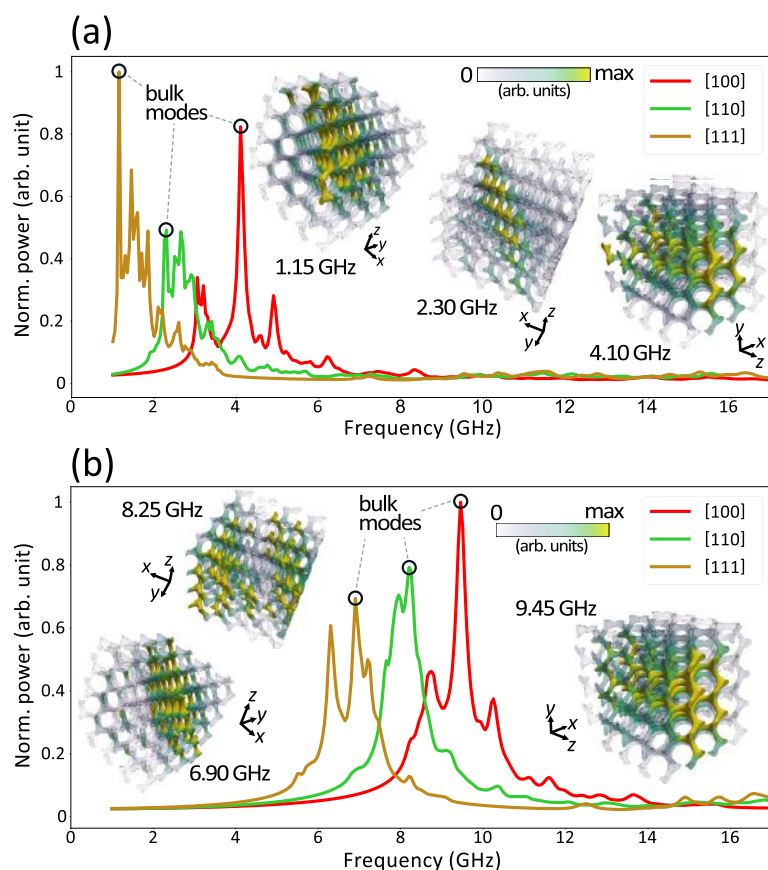 (a)
Norm. power (arb. unit)
1
0.8
0.6
0.4
0.2
0
bulk
modes
0 max
(arb. units)
[100]
[110]
[111]
z
y
x
1.15 GHz
2.30 GHz
x
z
y
4.10 GHz
y
x
z
0 2 4 6 8 10 12 14 16
Frequency (GHz)
(b)
Norm. power (arb. unit)
1
0.8
0.6
0.4
0.2
0
8.25 GHz
x
z
y
bulk
modes
0 max
(arb. units)
[100]
[110]
[111]
9.45 GHz
z
y
x
6.90 GHz
y
x
z
0 2 4 6 8 10 12 14 16
Frequency (GHz)